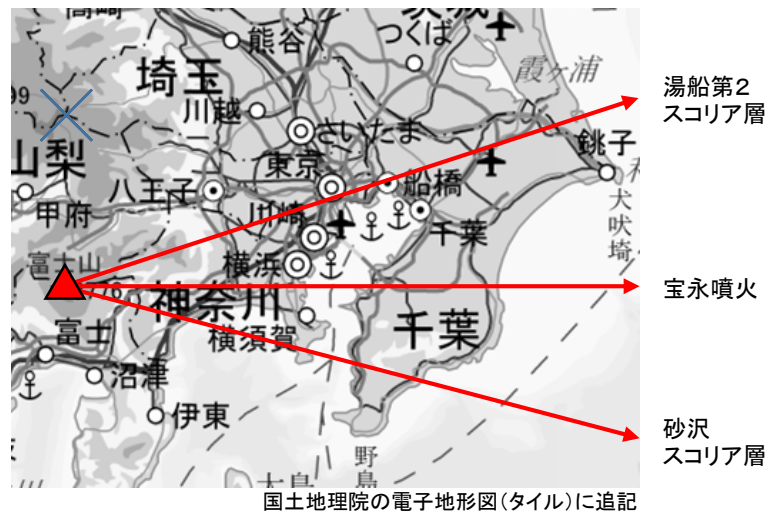 熊谷
つくば
霞ヶ浦
埼玉
99
川越
さいたま
湯船第2
スコリア層
山梨
東京
船橋
銚子
八王子
甲府
川崎
犬吠埼
千葉
富士山
横浜
776
神奈川
宝永噴火
富士
横須賀
千葉
沼津
伊東
砂沢
スコリア層
野島
国土地理院の電子地形図(タイル)に追記